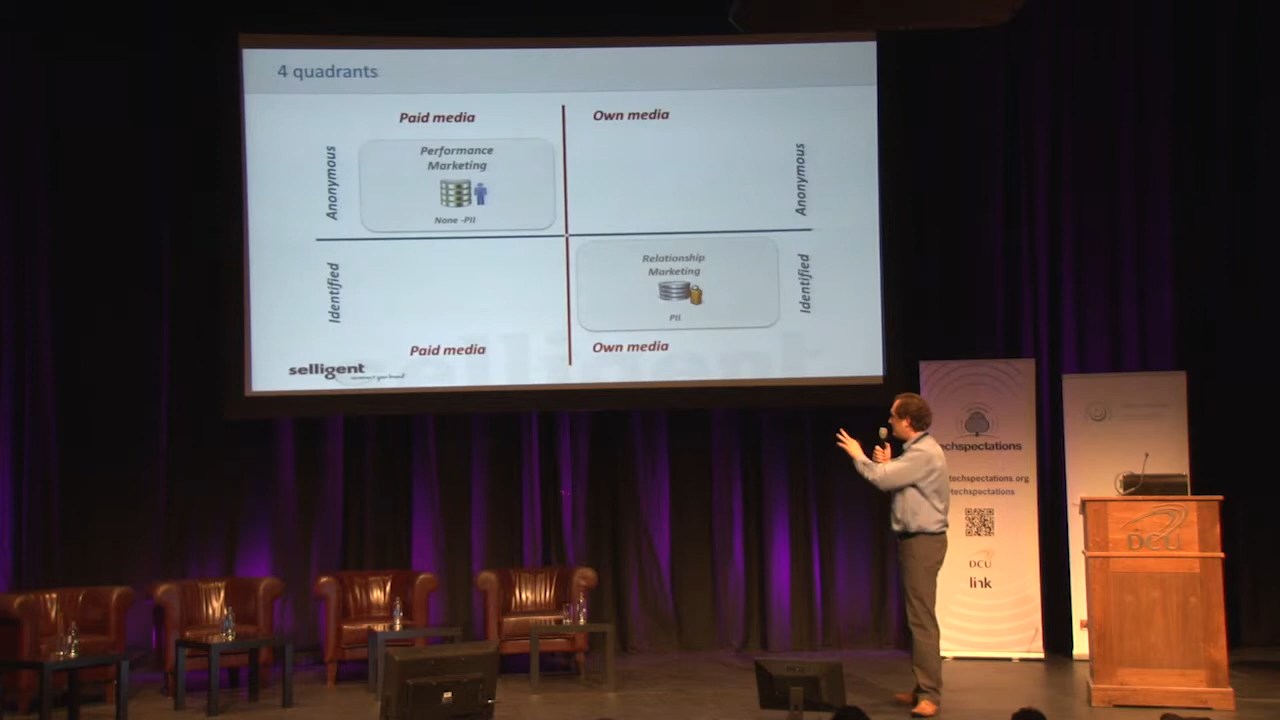 4 quadrants
Paid media
Own media
Anonymous
Performance
Marketing
None -PII
Anonymous
Identified
Relationship
Marketing
PII
Identified
Paid media
Own media
selligent
echspectations
techspectations.org
techspectations
DCU
link
DCU